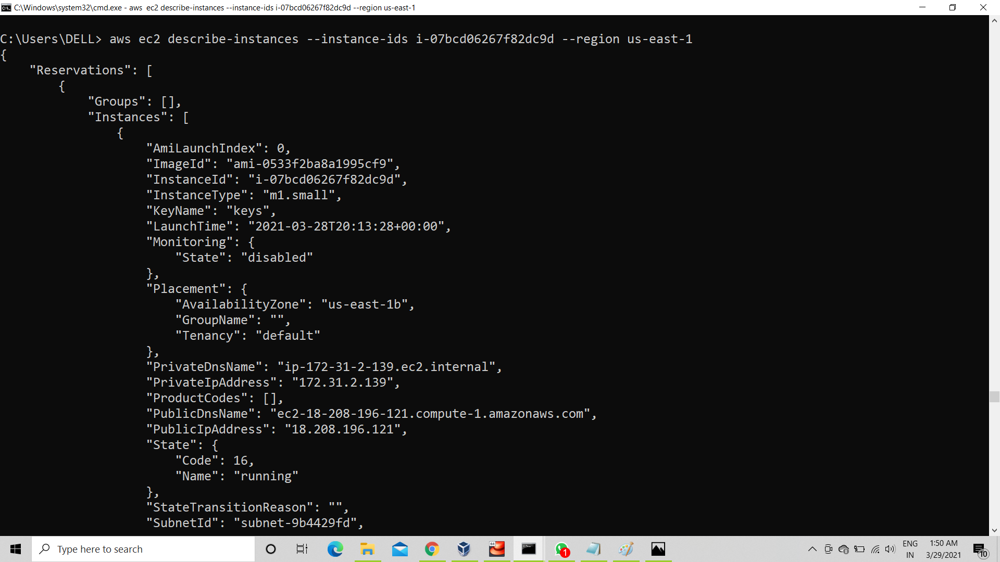 C:\Windows\system32\cmd.exe - aws  ec2 describe-instances --instance-ids i-07bcd06267f82dc9d --region us-east-1
C:\Users\DELL> aws ec2 describe-instances --instance-ids i-07bcd06267f82dc9d --region us-east-1
{
    "Reservations": [
        {
            "Groups": [],
            "Instances": [
                {
                    "AmiLaunchIndex": 0,
                    "ImageId": "ami-0533f2ba8a1995cf9",
                    "InstanceId": "i-07bcd06267f82dc9d",
                    "InstanceType": "m1.small",
                    "KeyName": "keys",
                    "LaunchTime": "2021-03-28T20:13:28+00:00",
                    "Monitoring": {
                        "State": "disabled"
                    },
                    "Placement": {
                        "AvailabilityZone": "us-east-1b",
                        "GroupName": "",
                        "Tenancy": "default"
                    },
                    "PrivateDnsName": "ip-172-31-2-139.ec2.internal",
                    "PrivateIpAddress": "172.31.2.139",
                    "ProductCodes": [],
                    "PublicDnsName": "ec2-18-208-196-121.compute-1.amazonaws.com",
                    "PublicIpAddress": "18.208.196.121",
                    "State": {
                        "Code": 16,
                        "Name": "running"
                    },
                    "StateTransitionReason": "",
                    "SubnetId": "subnet-9b4429fd",
Type here to search
64
1
ENG
IN
1:50 AM
3/29/2021
10